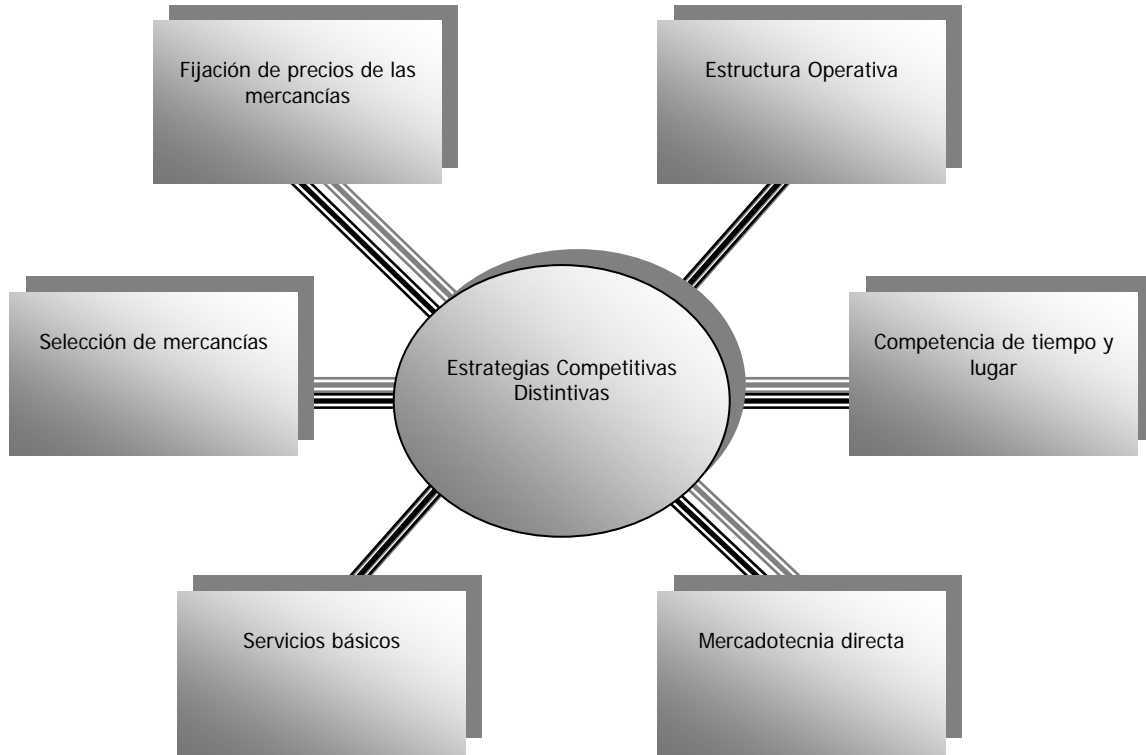 Fijación de precios de las
mercancías
Estructura Operativa
Selección de mercancías
Estrategias Competitivas
Distintivas
Competencia de tiempo y
lugar
Servicios básicos
Mercadotecnia directa